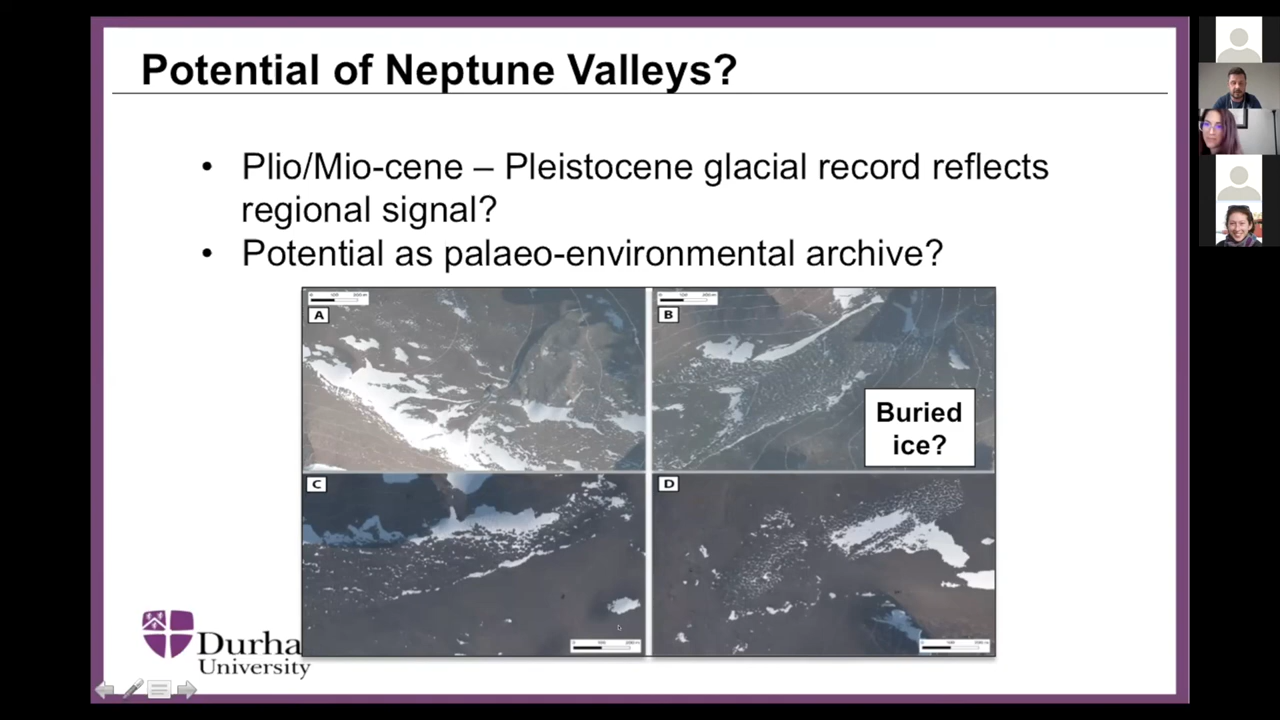 Potential of Neptune Valleys?
• Plio/Mio-cene – Pleistocene glacial record reflects
regional signal?
• Potential as palaeo-environmental archive?
A
B
Buried
ice?
C
D
Durha
University